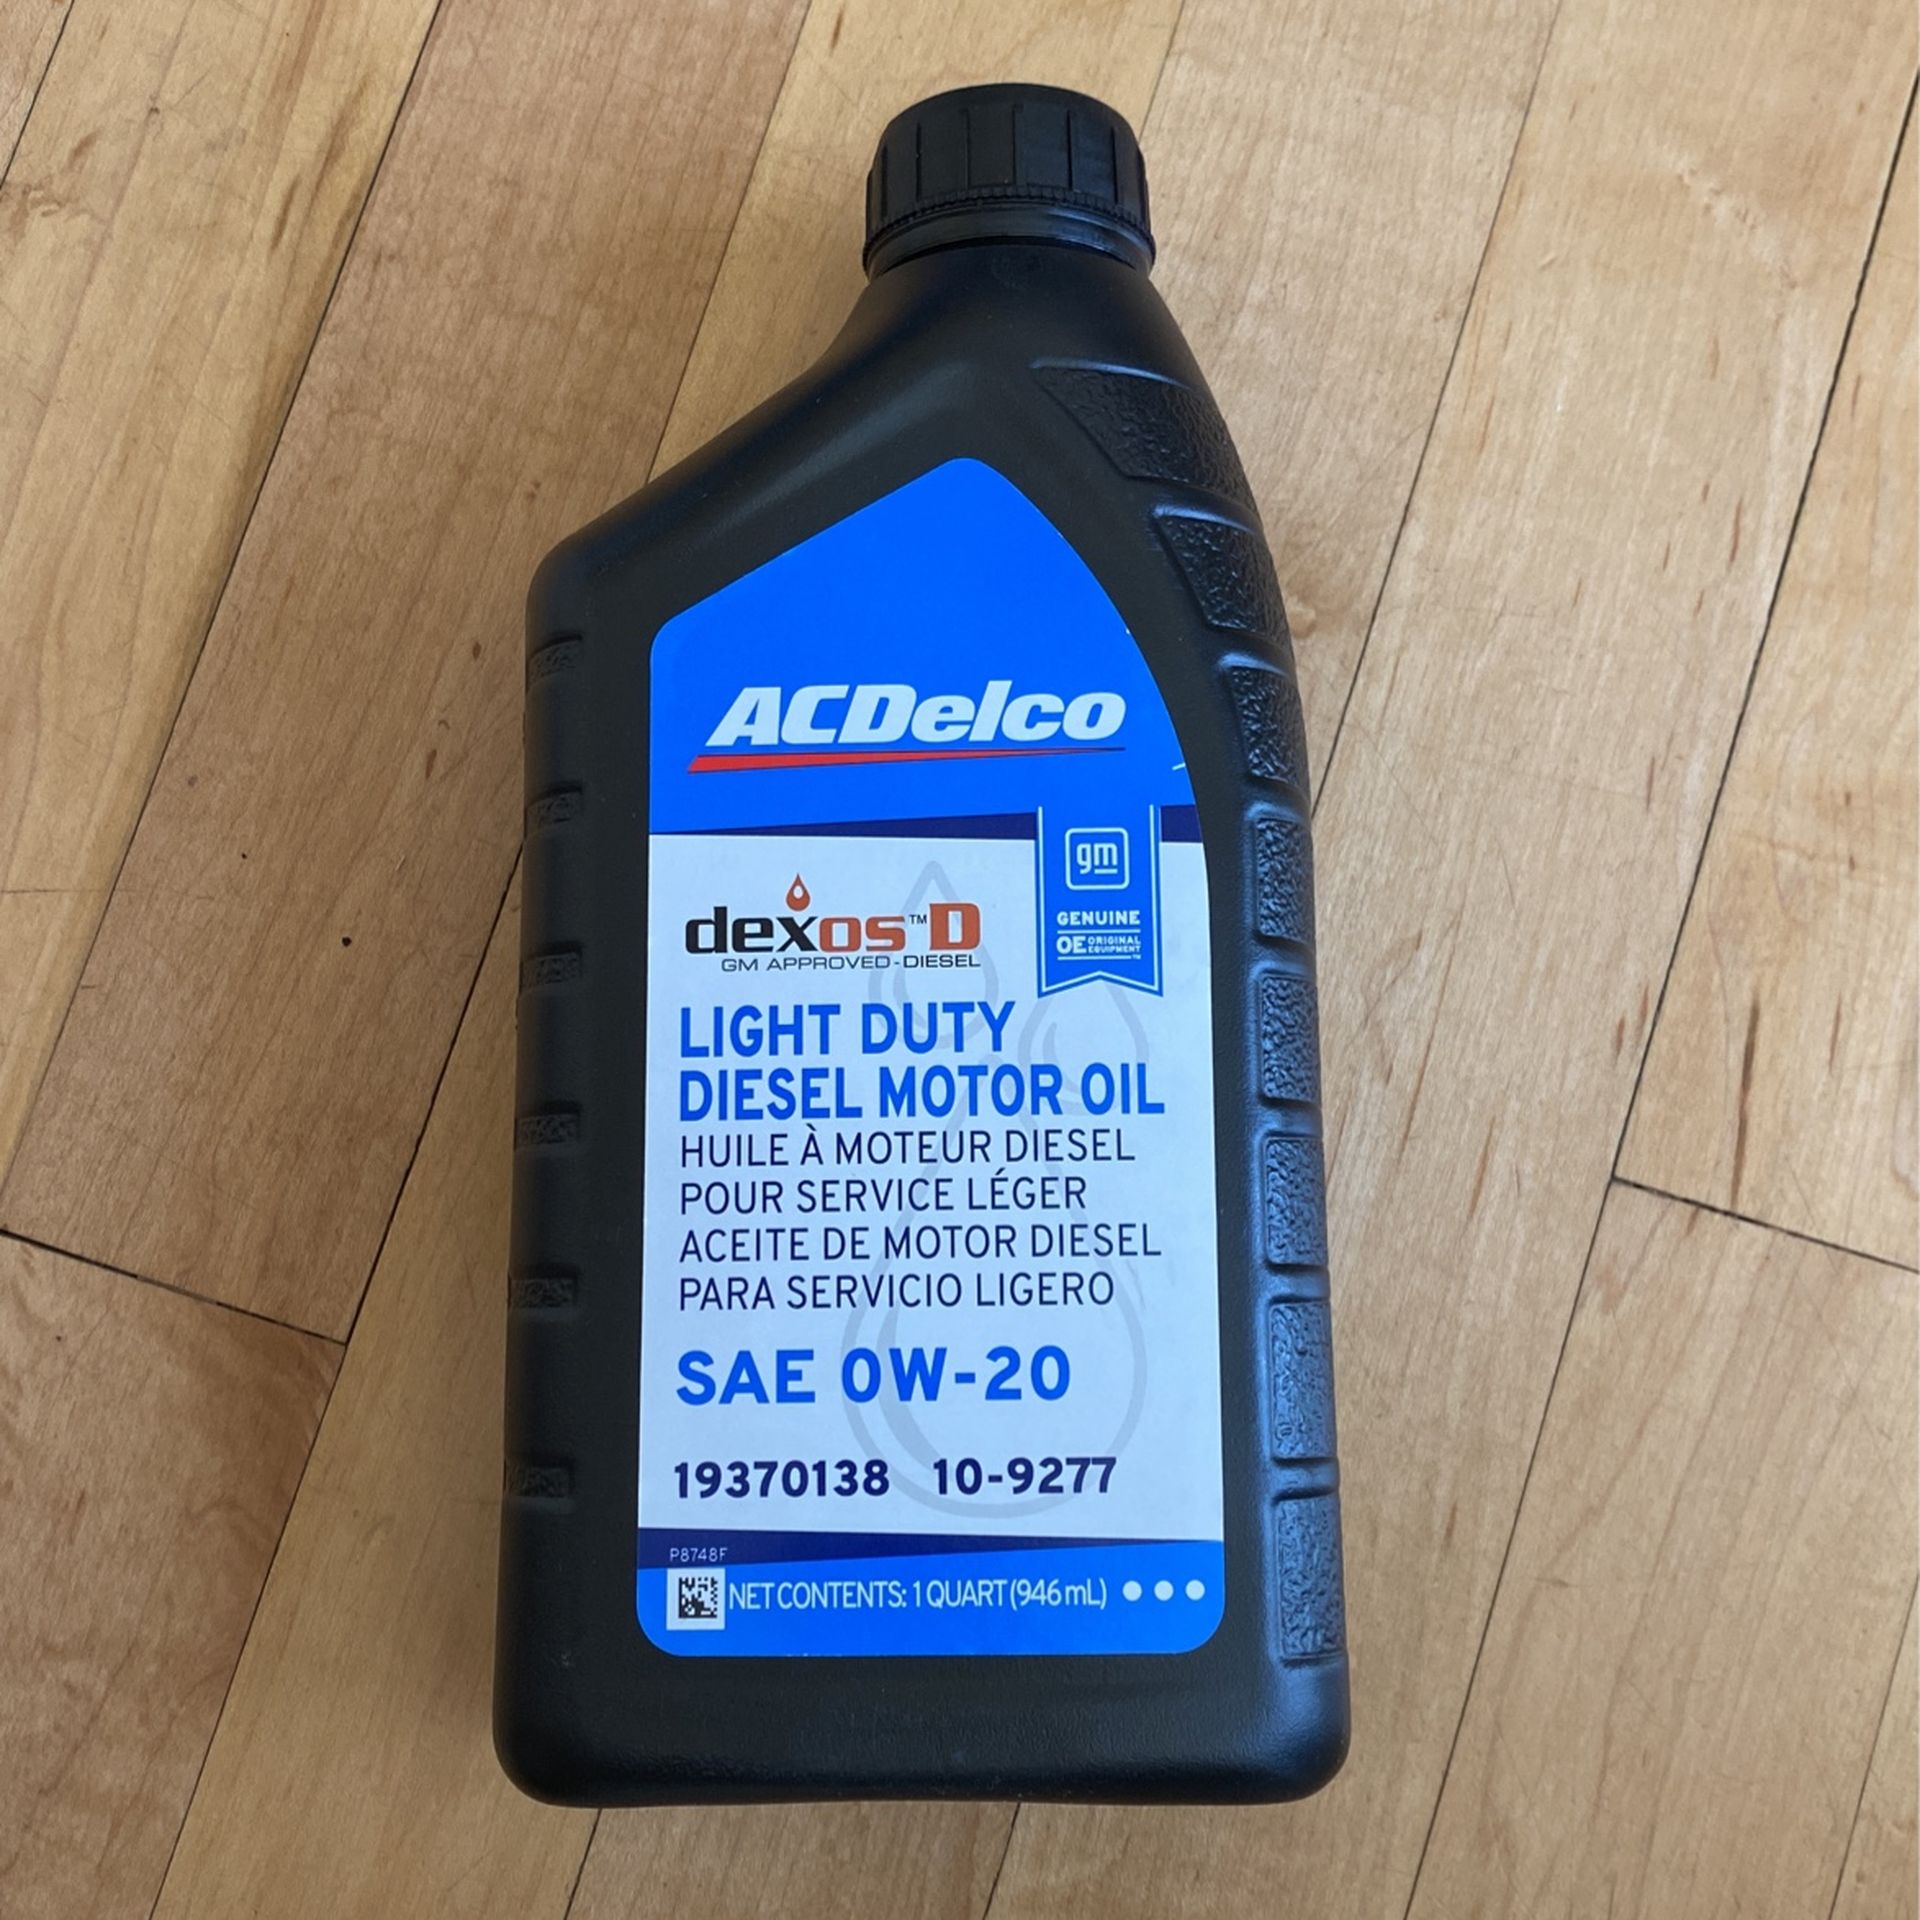 ACDelco
gm
GENUINE
OE ORIGINAL EQUIPMENT™
dexos™ D
GM APPROVED-DIESEL
LIGHT DUTY
DIESEL MOTOR OIL
HUILE À MOTEUR DIESEL
POUR SERVICE LÉGER
ACEITE DE MOTOR DIESEL
PARA SERVICIO LIGERO
SAE 0W-20
19370138 10-9277
P8748F
NET CONTENTS: 1 QUART (946 mL)